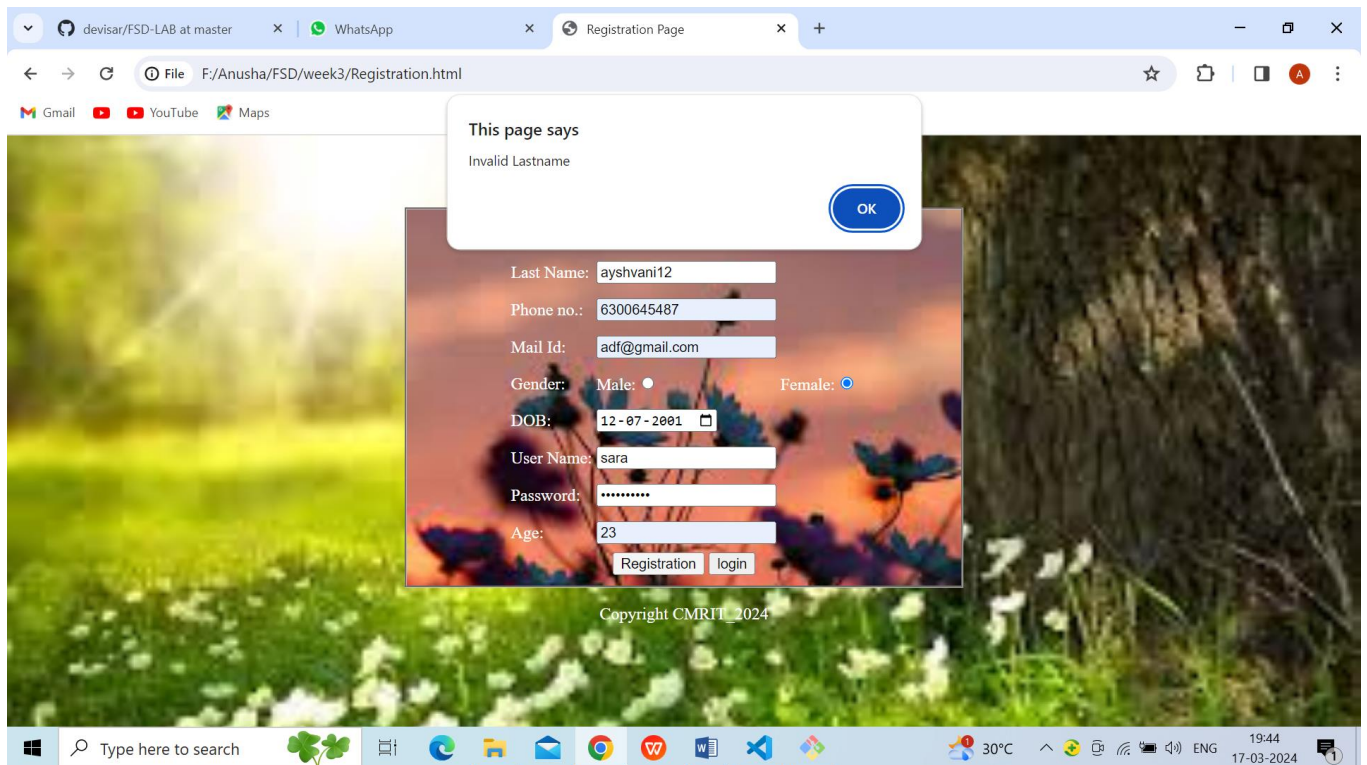 devisar/FSD-LAB at master
WhatsApp
Registration Page
File F:/Anusha/FSD/week3/Registration.html
A
Gmail YouTube Maps
This page says
Invalid Lastname
OK
Last Name: ayshvani12
Phone no.: 6300645487
Mail Id: adf@gmail.com
Gender: Male: Female:
DOB: 12-07-2001
User Name: sara
Password: ••••••••••
Age: 23
Registration login
Copyright CMRIT_2024
Type here to search
30°C
ENG
19:44
17-03-2024
1